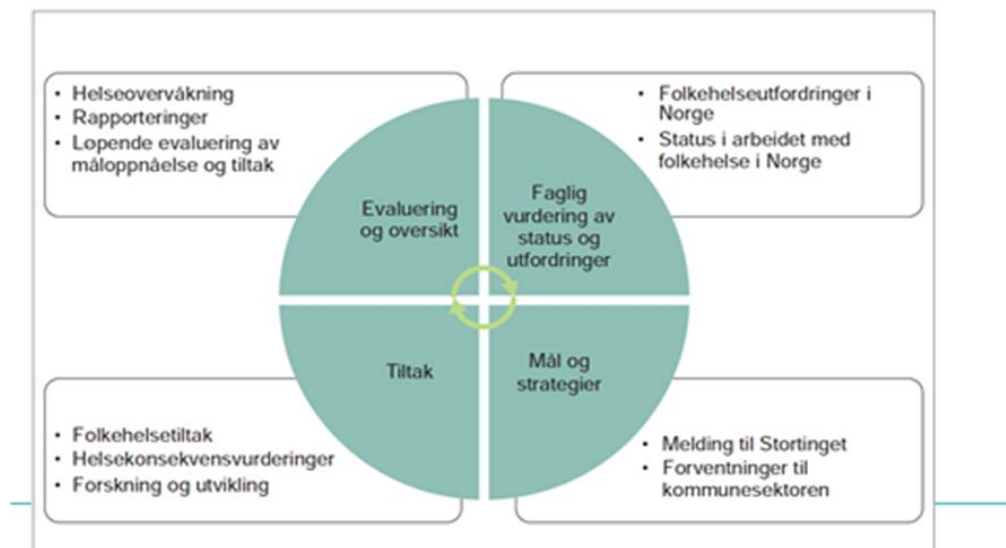 • Helseovervåkning
• Rapporteringer
• Løpende evaluering av
måloppnåelse og tiltak
• Folkehelseutfordringer i
Norge
• Status i arbeidet med
folkehelse i Norge
Evaluering
og oversikt
Faglig
vurdering av
status og
utfordringer
Tiltak
Mål og
strategier
• Folkehelsetiltak
• Helsekonsekvensvurderinger
• Forskning og utvikling
• Melding til Stortinget
• Forventninger til
kommunesektoren